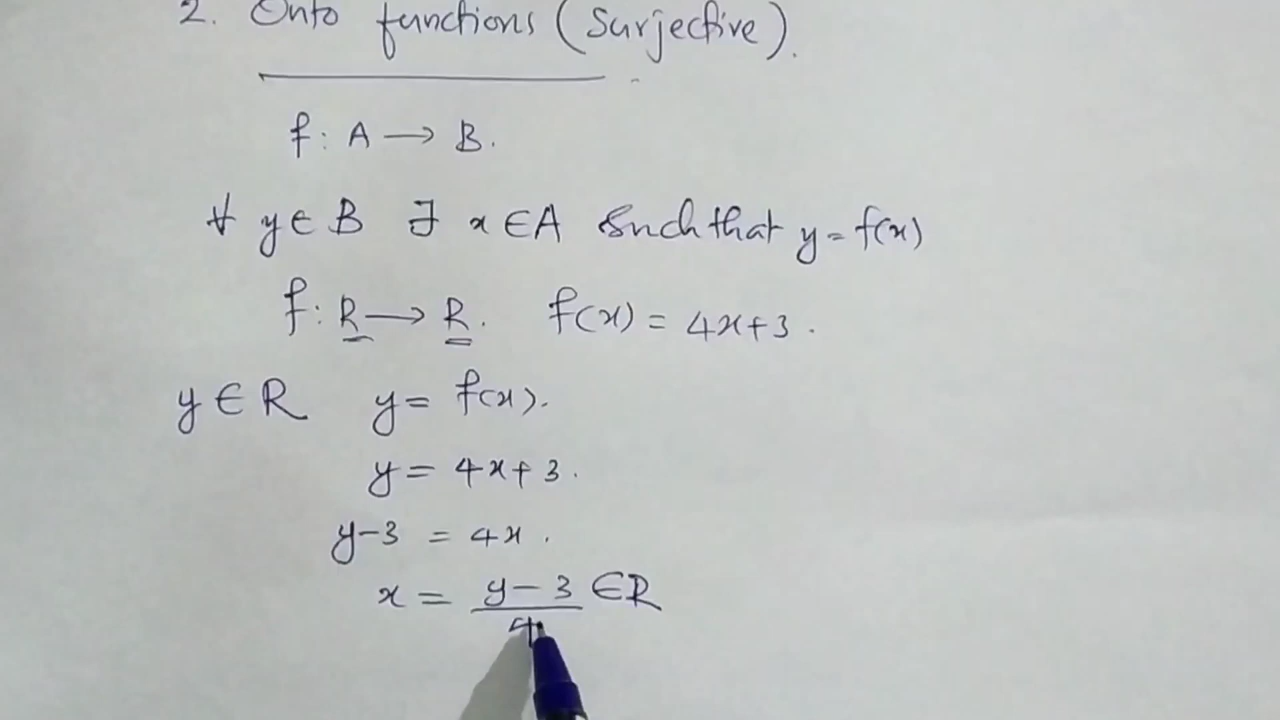 2. Onto functions (Surjective).
f : A → B.
∀ y ∈ B ∃ x ∈ A Such that y = f(x)
f : R → R. f(x) = 4x+3.
y ∈ R y = f(x).
y = 4x+3.
y-3 = 4x.
x = y-3 ∈ R
4